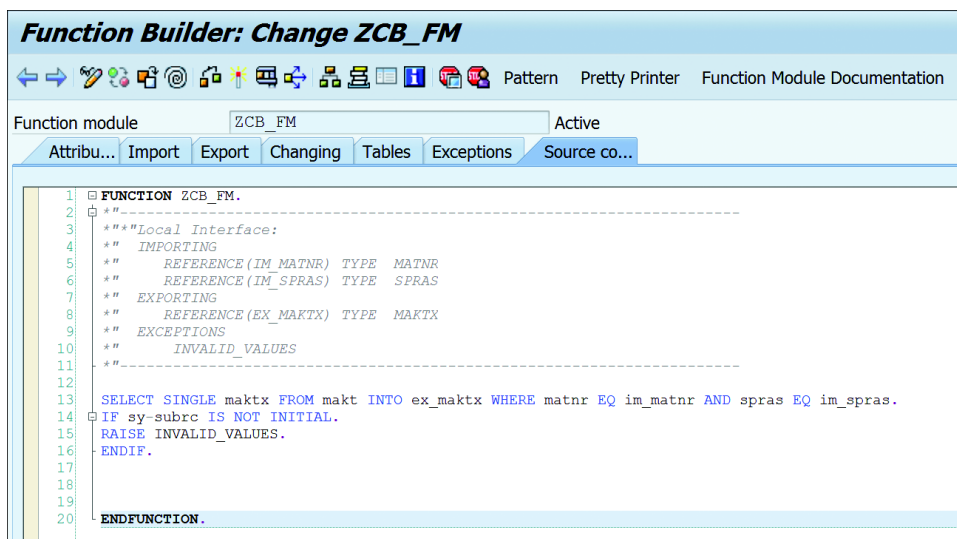 Function Builder: Change ZCB_FM
Pattern Pretty Printer Function Module Documentation
Function module ZCB_FM Active
Attribu... Import Export Changing Tables Exceptions Source co...
1 FUNCTION ZCB_FM.
2 *"----------------------------------------------------------------------
3 *"*"Local Interface:
4 *" IMPORTING
5 *" REFERENCE(IM_MATNR) TYPE MATNR
6 *" REFERENCE(IM_SPRAS) TYPE SPRAS
7 *" EXPORTING
8 *" REFERENCE(EX_MAKTX) TYPE MAKTX
9 *" EXCEPTIONS
10 *" INVALID_VALUES
11 *"----------------------------------------------------------------------
12
13 SELECT SINGLE maktx FROM makt INTO ex_maktx WHERE matnr EQ im_matnr AND spras EQ im_spras.
14 IF sy-subrc IS NOT INITIAL.
15 RAISE INVALID_VALUES.
16 ENDIF.
17
18
19
20 ENDFUNCTION.